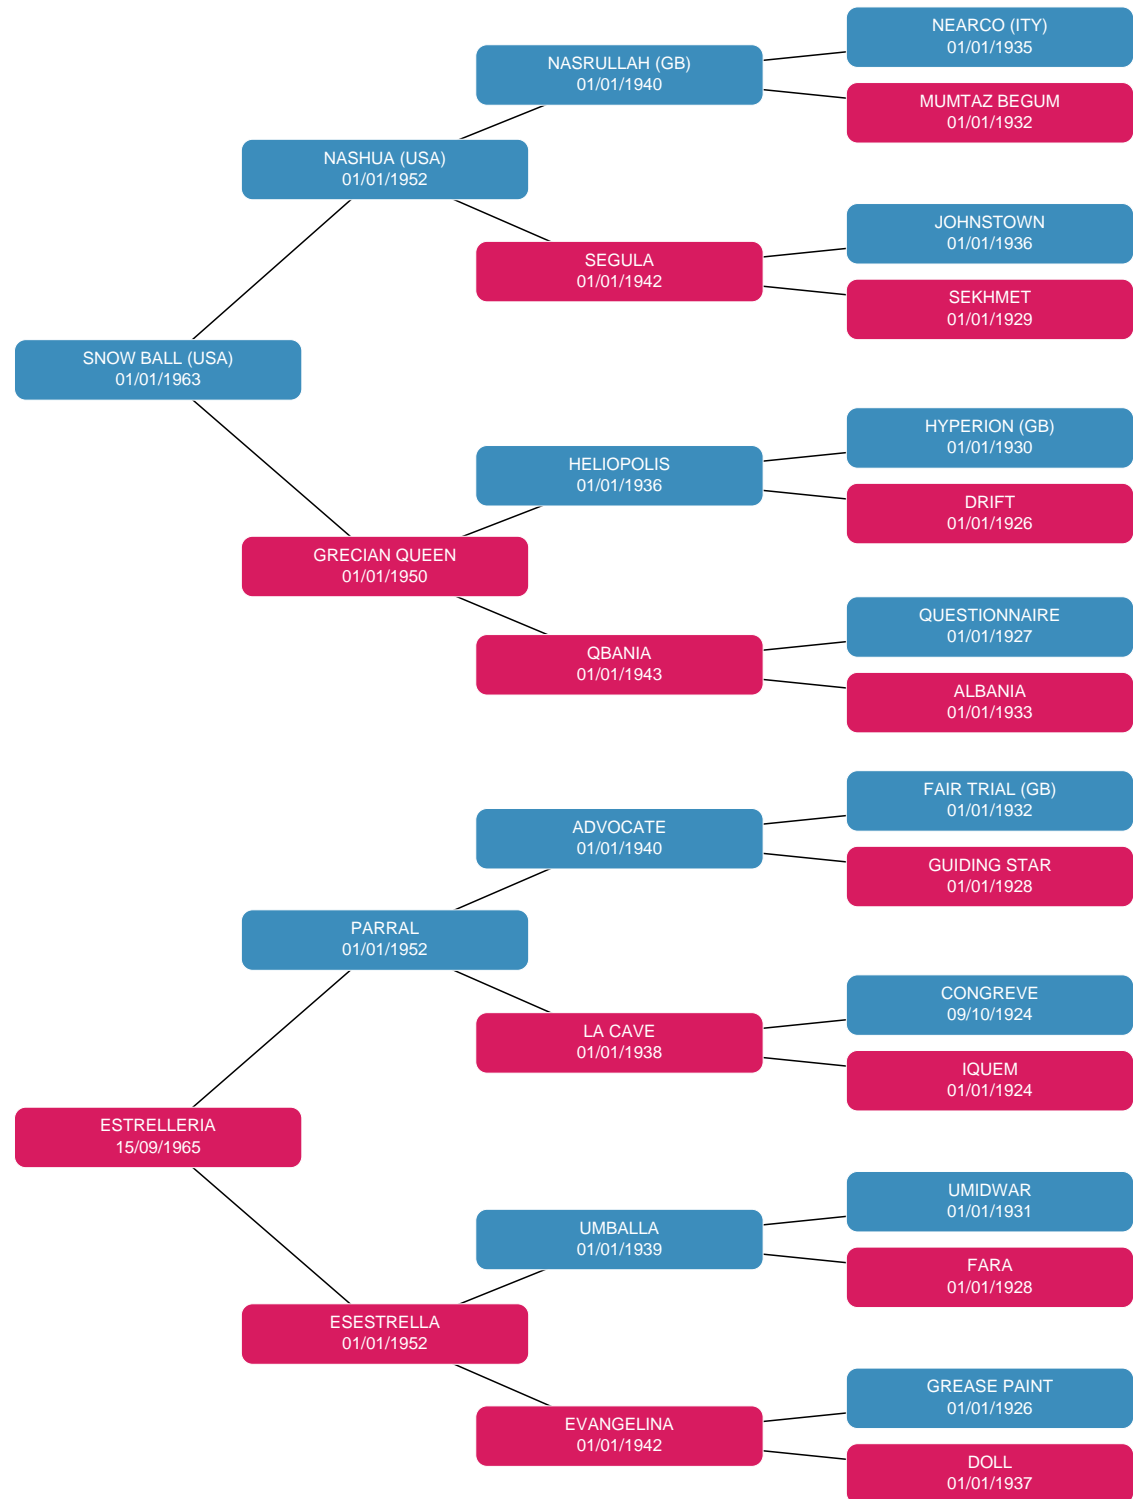 NEARCO (ITY)
01/01/1935
NASRULLAH (GB)
01/01/1940
MUMTAZ BEGUM
01/01/1932
NASHUA (USA)
01/01/1952
JOHNSTOWN
01/01/1936
SEGULA
01/01/1942
SEKHMET
01/01/1929
SNOW BALL (USA)
01/01/1963
HYPERION (GB)
01/01/1930
HELIOPOLIS
01/01/1936
DRIFT
01/01/1926
GRECIAN QUEEN
01/01/1950
QUESTIONNAIRE
01/01/1927
QBANIA
01/01/1943
ALBANIA
01/01/1933
FAIR TRIAL (GB)
01/01/1932
ADVOCATE
01/01/1940
GUIDING STAR
01/01/1928
PARRAL
01/01/1952
CONGREVE
09/10/1924
LA CAVE
01/01/1938
IQUEM
01/01/1924
ESTRELLERIA
15/09/1965
UMIDWAR
01/01/1931
UMBALLA
01/01/1939
FARA
01/01/1928
ESESTRELLA
01/01/1952
GREASE PAINT
01/01/1926
EVANGELINA
01/01/1942
DOLL
01/01/1937